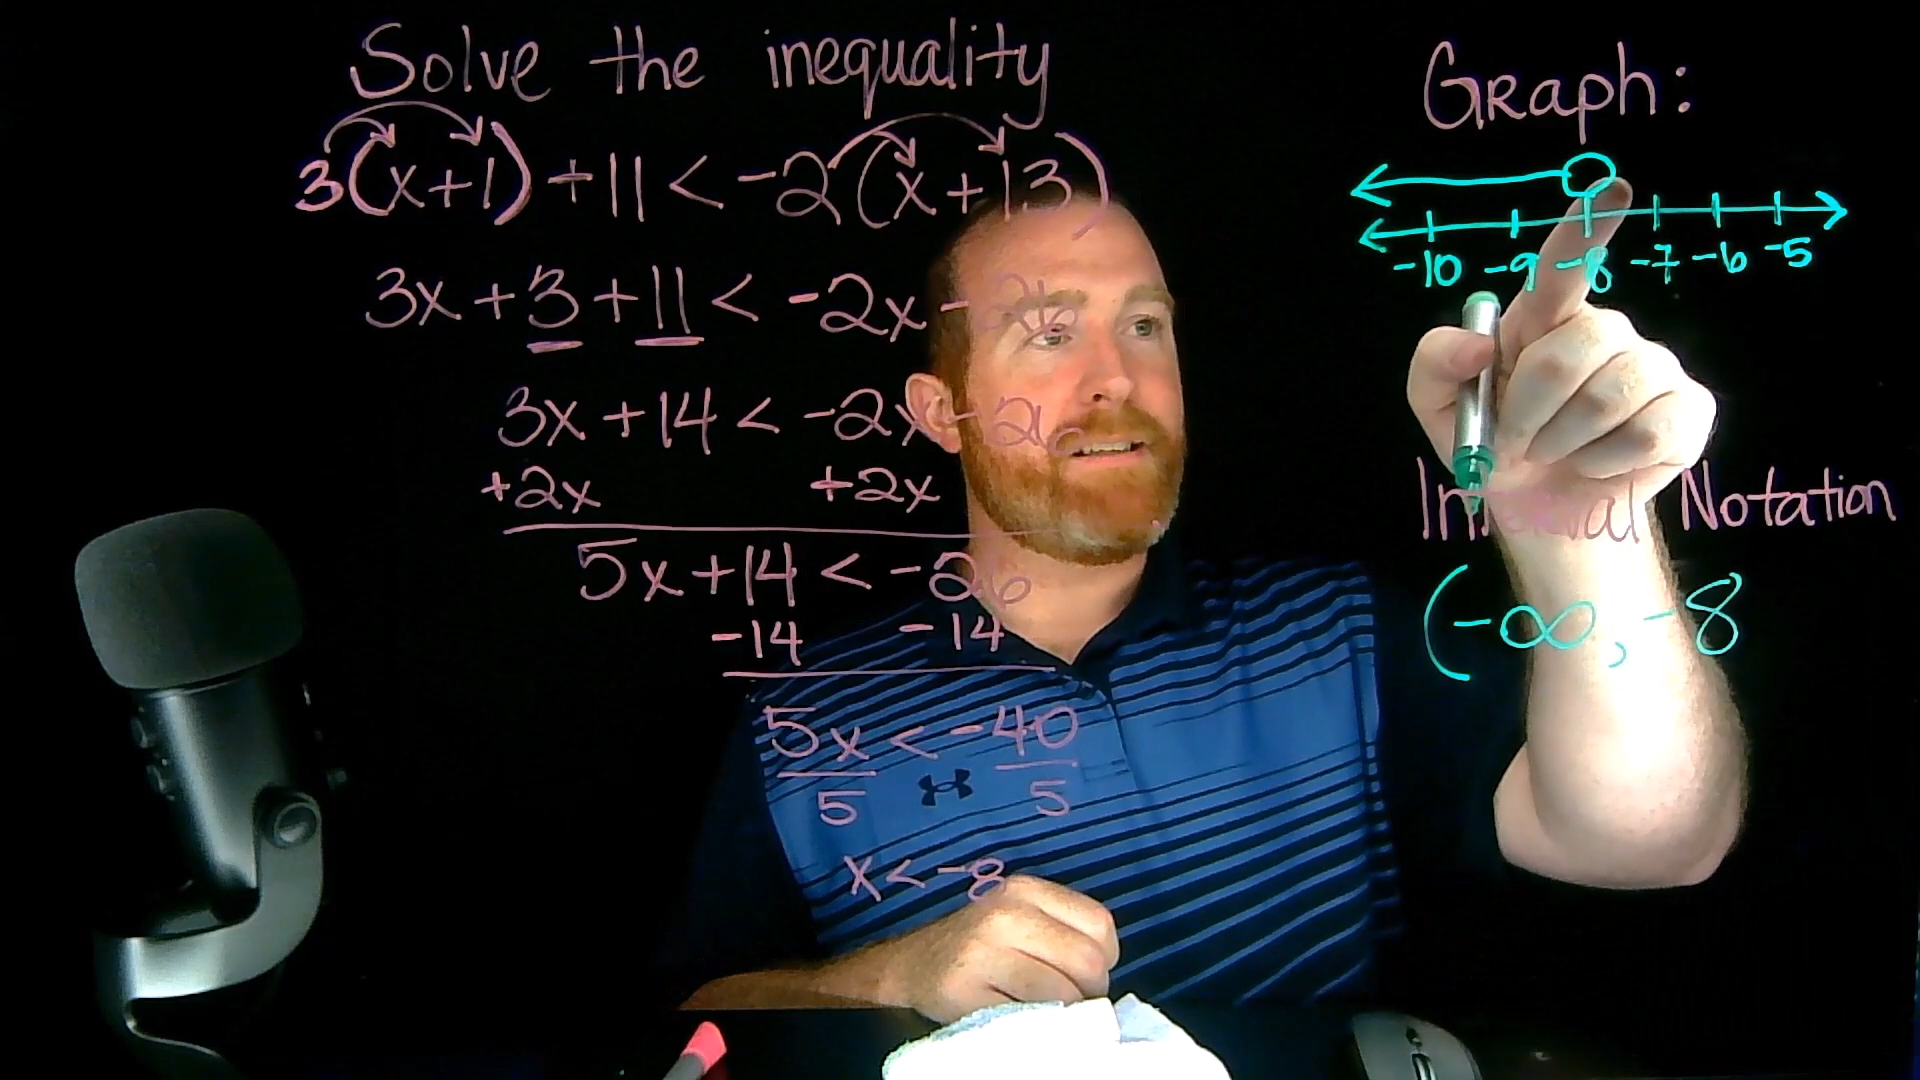 Solve the inequality
3(x+1)+11<-2(x+13)
3x+3+11<-2x-26
3x+14<-2x-26
+2x +2x
5x+14<-26
-14 -14
5x<-40
5 5
x<-8
Graph:
-10 -9 -8 -7 -6 -5
Interval Notation
(-∞,-8